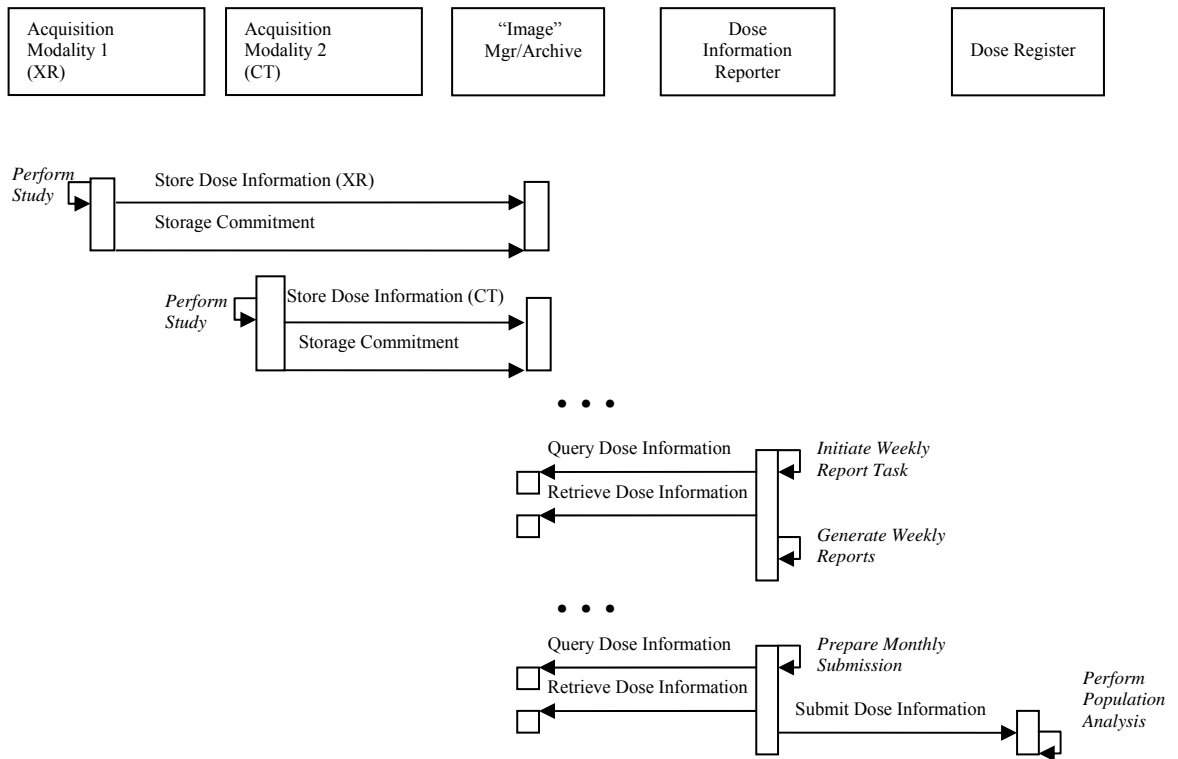 Acquisition
Modality 1
(XR)
Acquisition
Modality 2
(CT)
“Image”
Mgr/Archive
Dose
Information
Reporter
Dose Register
Perform
Study
Store Dose Information (XR)
Storage Commitment
Perform
Study
Store Dose Information (CT)
Storage Commitment
• • •
Query Dose Information
Initiate Weekly
Report Task
Retrieve Dose Information
Generate Weekly
Reports
• • •
Query Dose Information
Prepare Monthly
Submission
Retrieve Dose Information
Submit Dose Information
Perform
Population
Analysis